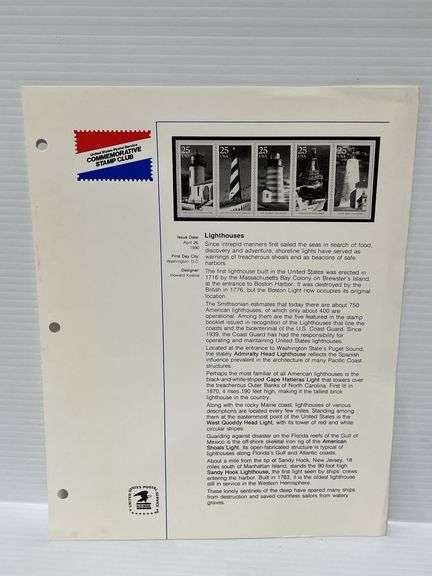 United States Postal Service
COMMEMORATIVE
STAMP CLUB
25 USA
25 USA
25 USA
25 USA
25 USA
Issue Date:
April 26,
1990
First Day City:
Washington, D.C.
Designer:
Howard Koslow
Lighthouses
Since intrepid mariners first sailed the seas in search of food,
discovery and adventure, shoreline lights have served as
warnings of treacherous shoals and as beacons of safe
harbors.
The first lighthouse built in the United States was erected in
1716 by the Massachusetts Bay Colony on Brewster's Island,
at the entrance to Boston Harbor. It was destroyed by the
British in 1776, but the Boston Light now occupies its original
location.
The Smithsonian estimates that today there are about 750
American lighthouses, of which only about 400 are
operational. Among them are the five featured in the stamp
booklet issued in recognition of the Lighthouses that line the
coasts and the bicentennial of the U.S. Coast Guard. Since
1939, the Coast Guard has had the responsibility for
operating and maintaining United States lighthouses.
Located at the entrance to Washington State's Puget Sound,
the stately Admiralty Head Lighthouse reflects the Spanish
influence prevalent in the architecture of many Pacific Coast
structures.
Perhaps the most familiar of all American lighthouses is the
black-and-white-striped Cape Hatteras Light that towers over
the treacherous Outer Banks of North Carolina. First lit in
1870, it rises 190 feet high, making it the tallest brick
lighthouse in the country.
Along with the rocky Maine coast, lighthouses of various
descriptions are located every few miles. Standing among
them at the easternmost point of the United States is the
West Quoddy Head Light, with its tower of red and white
circular stripes.
Guarding against disaster on the Florida reefs of the Gulf of
Mexico is the off-shore skeletal iron rig of the American
Shoals Light. Its open-fabricated structure is typical of
lighthouses along Florida's Gulf and Atlantic coasts.
About a mile from the tip of Sandy Hook, New Jersey, 18
miles south of Manhattan Island, stands the 90-foot high
Sandy Hook Lighthouse, the first light seen by ships' crews
entering the harbor. Built in 1763, it is the oldest lighthouse
still in service in the Western Hemisphere.
These lonely sentinels of the deep have spared many ships
from destruction and saved countless sailors from watery
graves.